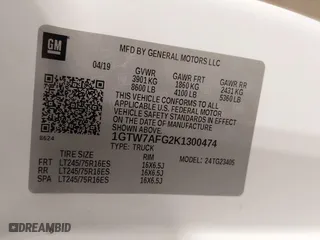 GM
MFD BY GENERAL MOTORS LLC
04/19
GVWR GAWR FRT GAWR RR
3901 KG 1860 KG 2431 KG
8600 LB 4100 LB 5360 LB
THIS VEHICLE CONFORMS TO ALL APPLICABLE
U.S. FEDERAL MOTOR VEHICLE SAFETY
STANDARDS IN EFFECT ON THE DATE OF
MANUFACTURE SHOWN ABOVE.
1GTW7AFG2K1300474
TYPE: TRUCK
TIRE SIZE RIM
FRT LT245/75R16ES 16X6.5J
RR LT245/75R16ES 16X6.5J
SPA LT245/75R16ES 16X6.5J
DREAMBID